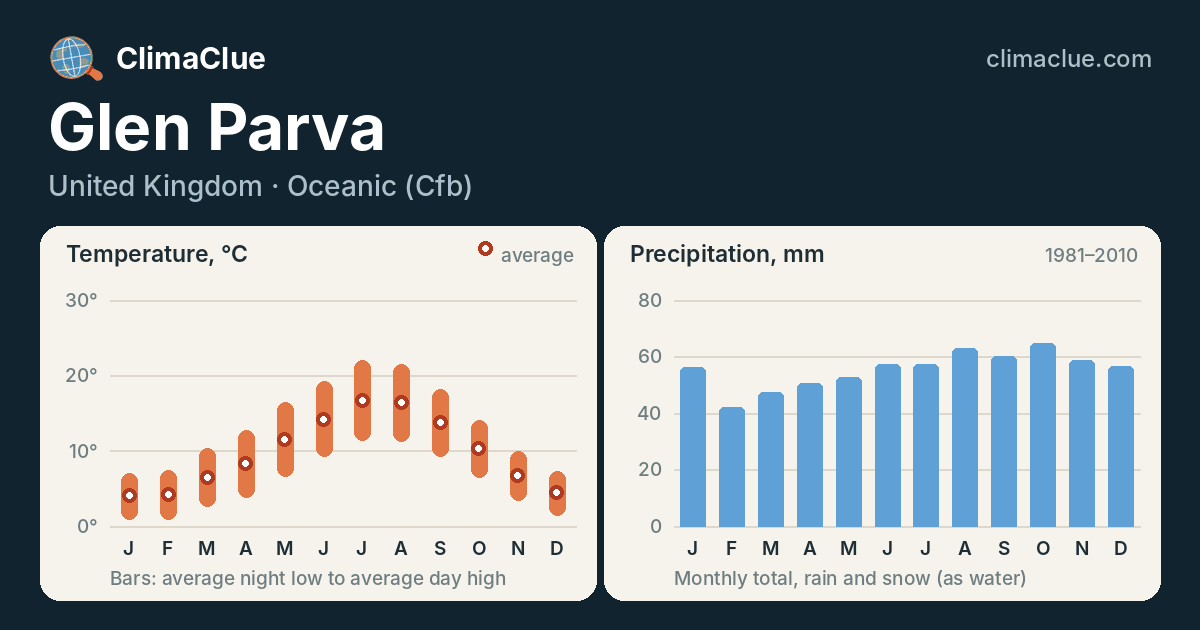 ClimaClue
climaclue.com
Glen Parva
United Kingdom · Oceanic (Cfb)
Temperature, °C
average
30°
20°
10°
0°
J F M A M J J A S O N D
Bars: average night low to average day high
Precipitation, mm
1981–2010
80
60
40
20
0
J F M A M J J A S O N D
Monthly total, rain and snow (as water)